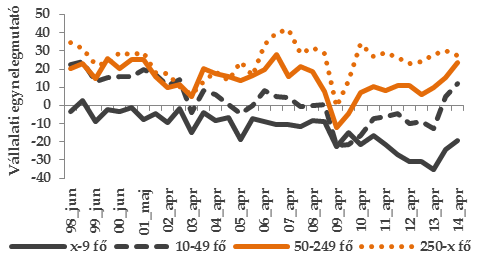 Vállalati egynelegmutató
50
40
30
20
10
0
-10
-20
-30
-40
98_jun
99_jun
00_jun
01_maj
02_apr
03_apr
04_apr
05_apr
06_apr
07_apr
08_apr
09_apr
10_apr
11_apr
12_apr
13_apr
14_apr
x-9 fő 10-49 fő 50-249 fő 250-x fő